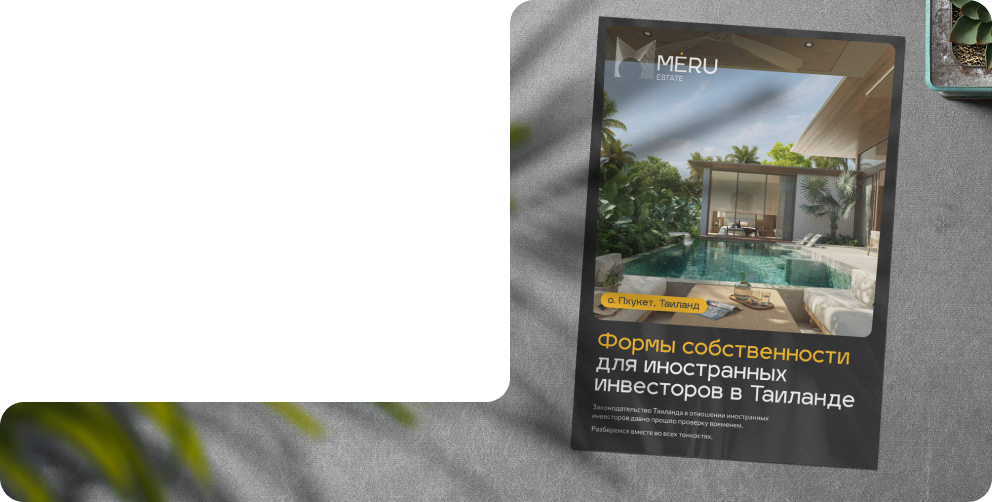 MĖRU
ESTATE
о. Пхукет, Таиланд
Формы собственности
для иностранных
инвесторов в Таиланде
Законодательство Таиланда в отношении иностранных
инвесторов давно прошло проверку временем.
Разберемся вместе во всех тонкостях.